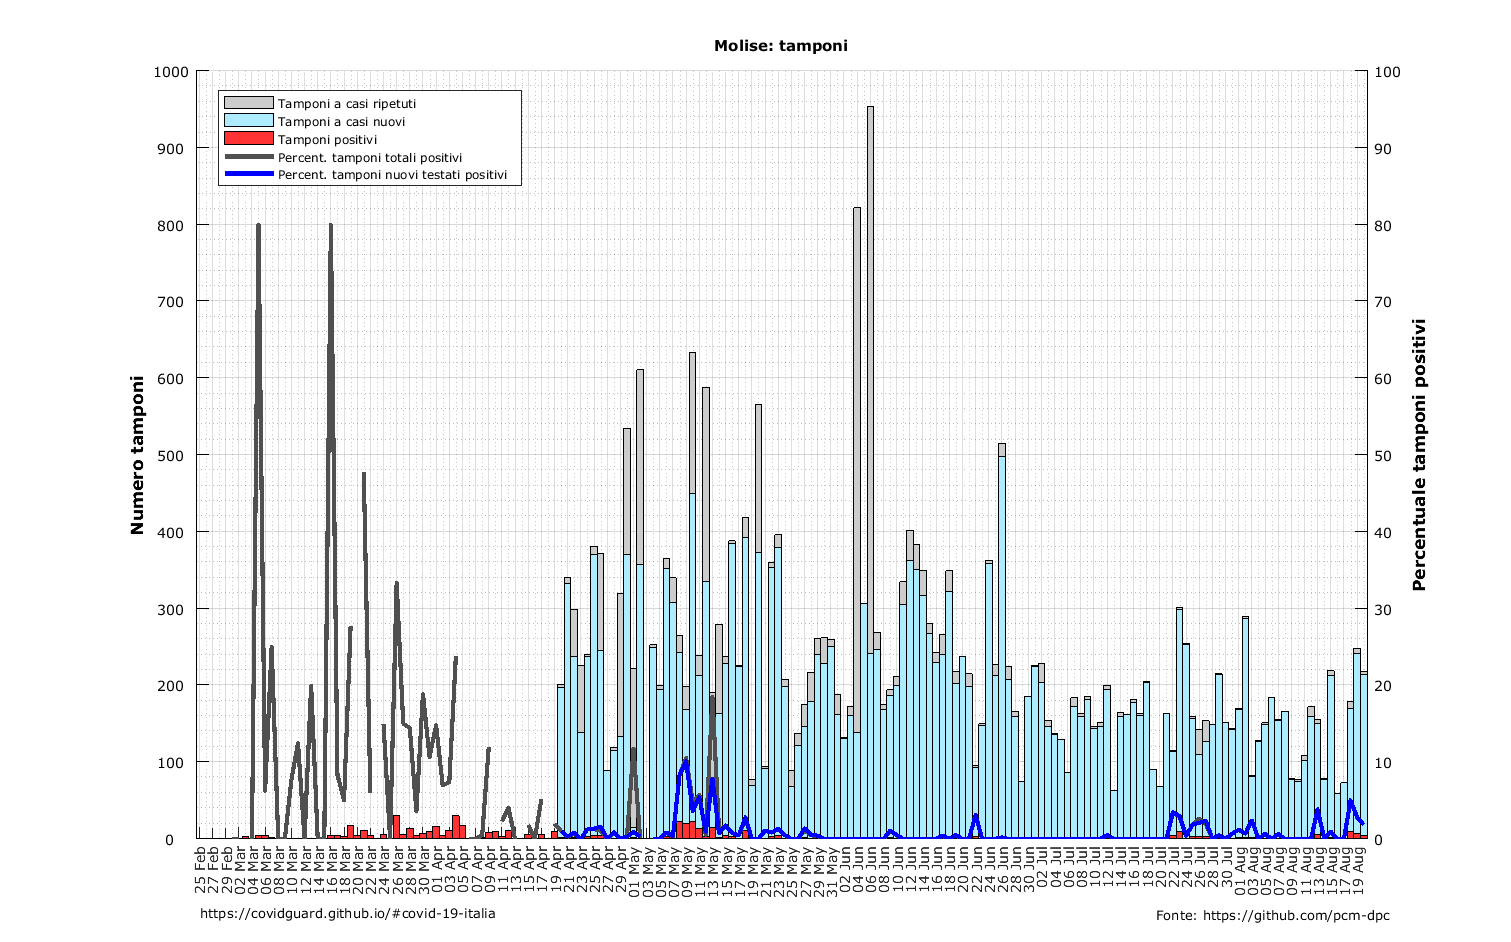 Molise: tamponi
Tamponi a casi ripetuti
Tamponi a casi nuovi
Tamponi positivi
Percent. tamponi totali positivi
Percent. tamponi nuovi testati positivi
Numero tamponi
1000
900
800
700
600
500
400
300
200
100
0
Percentuale tamponi positivi
100
90
80
70
60
50
40
30
20
10
0
25 Feb
27 Feb
29 Feb
02 Mar
04 Mar
06 Mar
08 Mar
10 Mar
12 Mar
14 Mar
16 Mar
18 Mar
20 Mar
22 Mar
24 Mar
26 Mar
28 Mar
30 Mar
01 Apr
03 Apr
05 Apr
07 Apr
09 Apr
11 Apr
13 Apr
15 Apr
17 Apr
19 Apr
21 Apr
23 Apr
25 Apr
27 Apr
29 Apr
01 May
03 May
05 May
07 May
09 May
11 May
13 May
15 May
17 May
19 May
21 May
23 May
25 May
27 May
29 May
31 May
02 Jun
04 Jun
06 Jun
08 Jun
10 Jun
12 Jun
14 Jun
16 Jun
18 Jun
20 Jun
22 Jun
24 Jun
26 Jun
28 Jun
30 Jun
02 Jul
04 Jul
06 Jul
08 Jul
10 Jul
12 Jul
14 Jul
16 Jul
18 Jul
20 Jul
22 Jul
24 Jul
26 Jul
28 Jul
30 Jul
01 Aug
03 Aug
05 Aug
07 Aug
09 Aug
11 Aug
13 Aug
15 Aug
17 Aug
19 Aug
https://covidguard.github.io/#covid-19-italia
Fonte: https://github.com/pcm-dpc